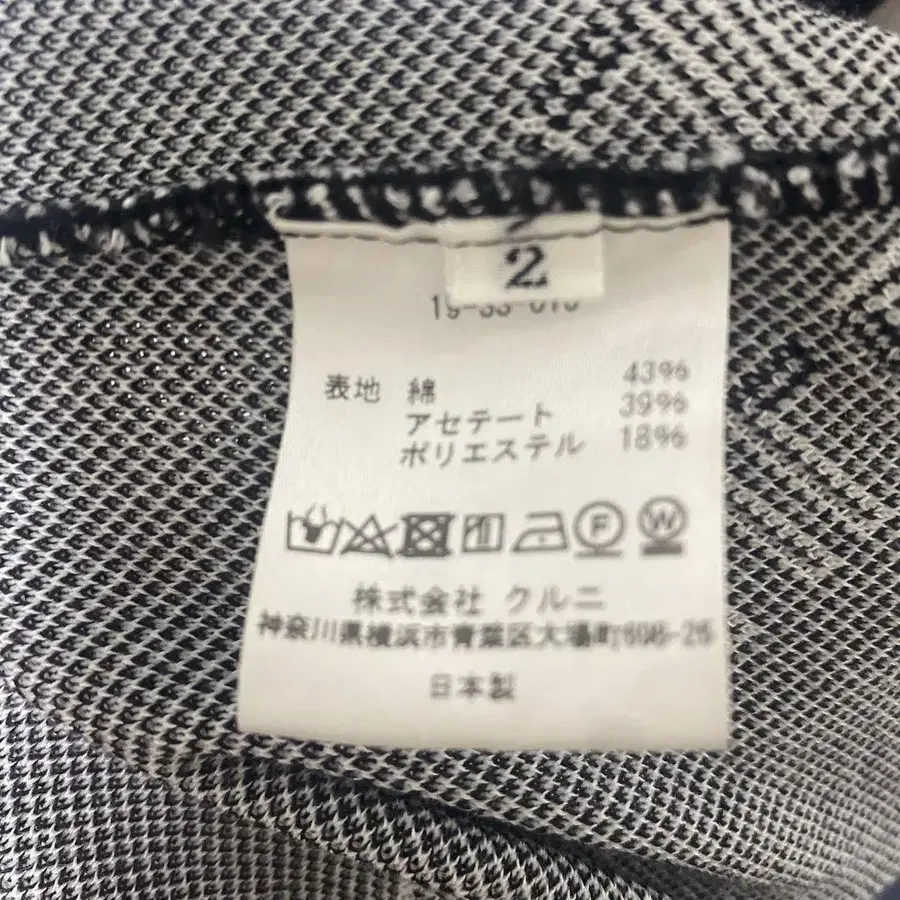 2
表地 綿 43%
アセテート 39%
ポリエステル 18%
F W
株式会社 クルニ
神奈川県横浜市青葉区大場町
日本製